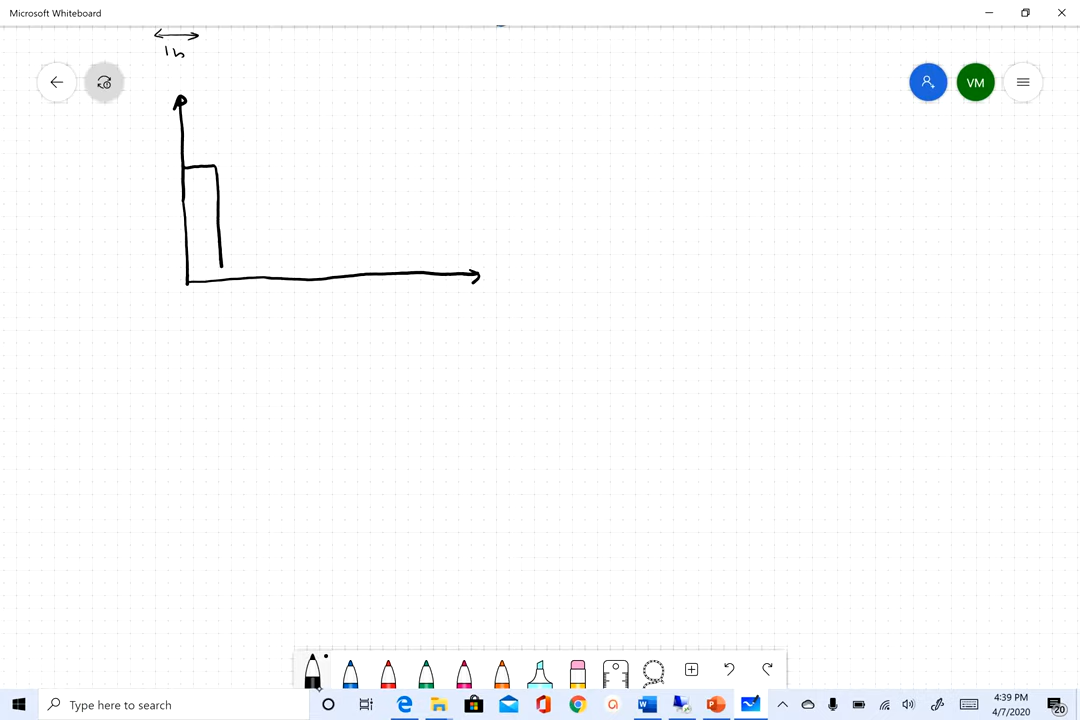 Microsoft Whiteboard
1h
VM
Type here to search
4:39 PM
4/7/2020
20